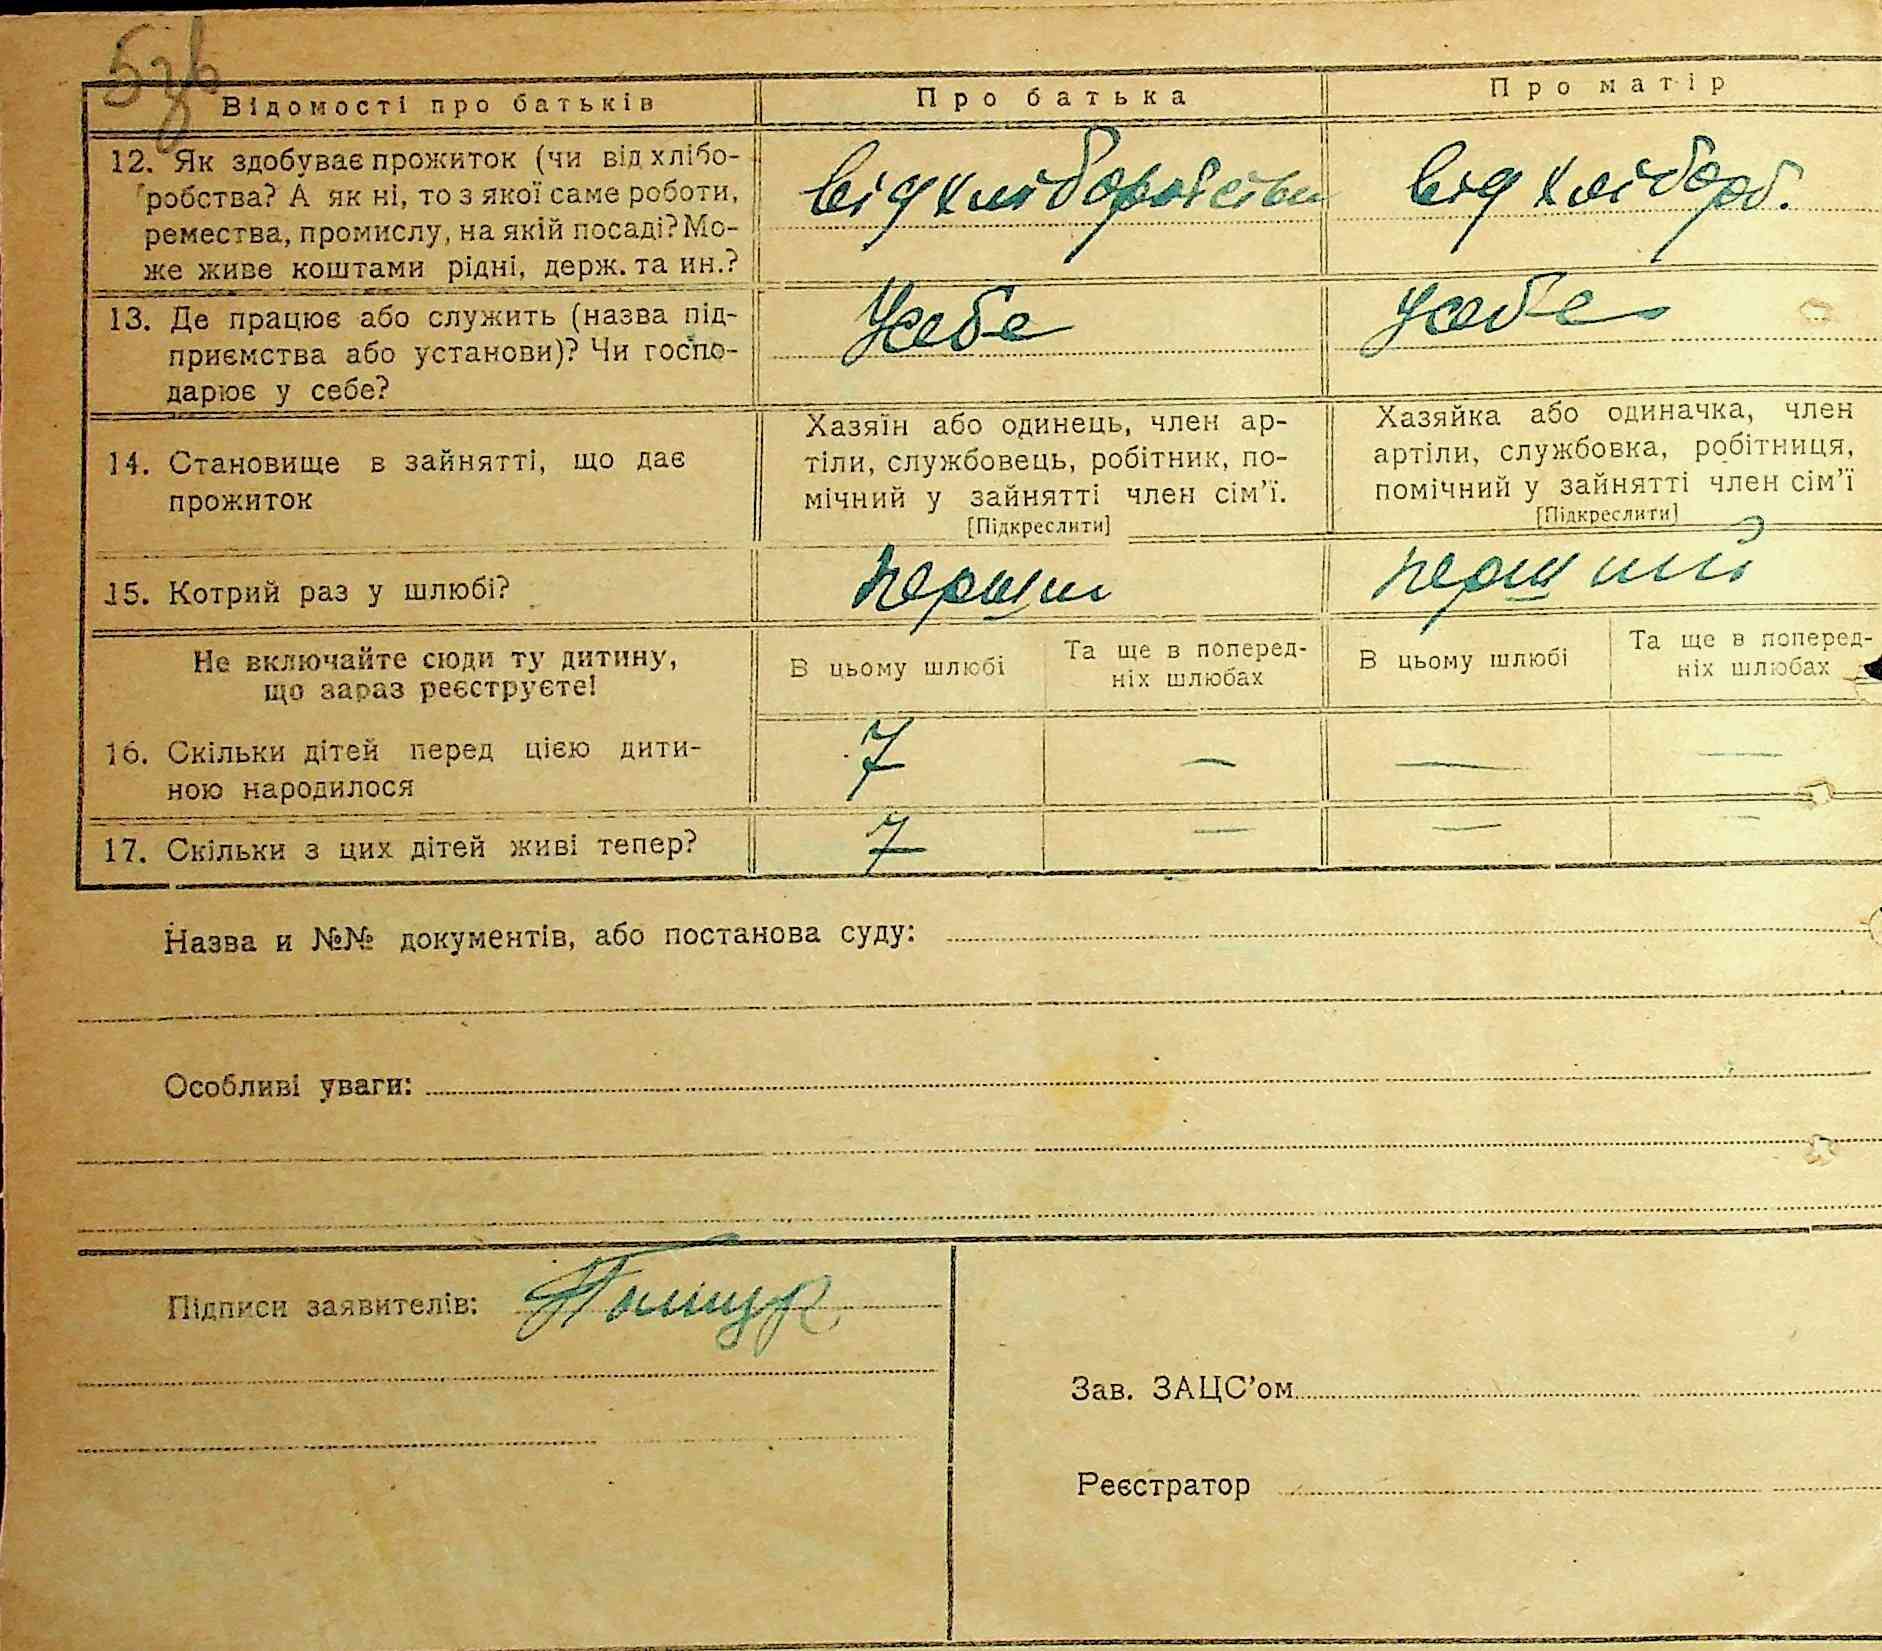 5зв
Відомості про батьків
Про батька
Про матір
12. Як здобуває прожиток (чи від хлібо-
робства? А як ні, то з якої саме роботи,
ремества, промислу, на якій посаді? Мо-
же живе коштами рідні, держ. та ин.?
від хліборобства
від хлібороб.
13. Де працює або служить (назва під-
приємства або установи)? Чи госпо-
дарює у себе?
У себе
у себе
14. Становище в зайнятті, що дає
прожиток
Хазяїн або одинець, член ар-
тіли, службовець, робітник, по-
мічний у зайнятті член сім'ї.
[Підкреслити]
Хазяйка або одиначка, член
артіли, службовка, робітниця,
помічний у зайнятті член сім'ї
[Підкреслити]
15. Котрий раз у шлюбі?
перший
перший
Не включайте сюди ту дитину,
що зараз реєструєте!
В цьому шлюбі
Та ще в поперед-
ніх шлюбах
В цьому шлюбі
Та ще в поперед-
ніх шлюбах
16. Скільки дітей перед цією дити-
ною народилося
7 — — —
17. Скільки з цих дітей живі тепер?
7 — — —
Назва и №№ документів, або постанова суду:
Особливі уваги:
Підписи заявителів:
Зав. ЗАЦС'ом
Реєстратор